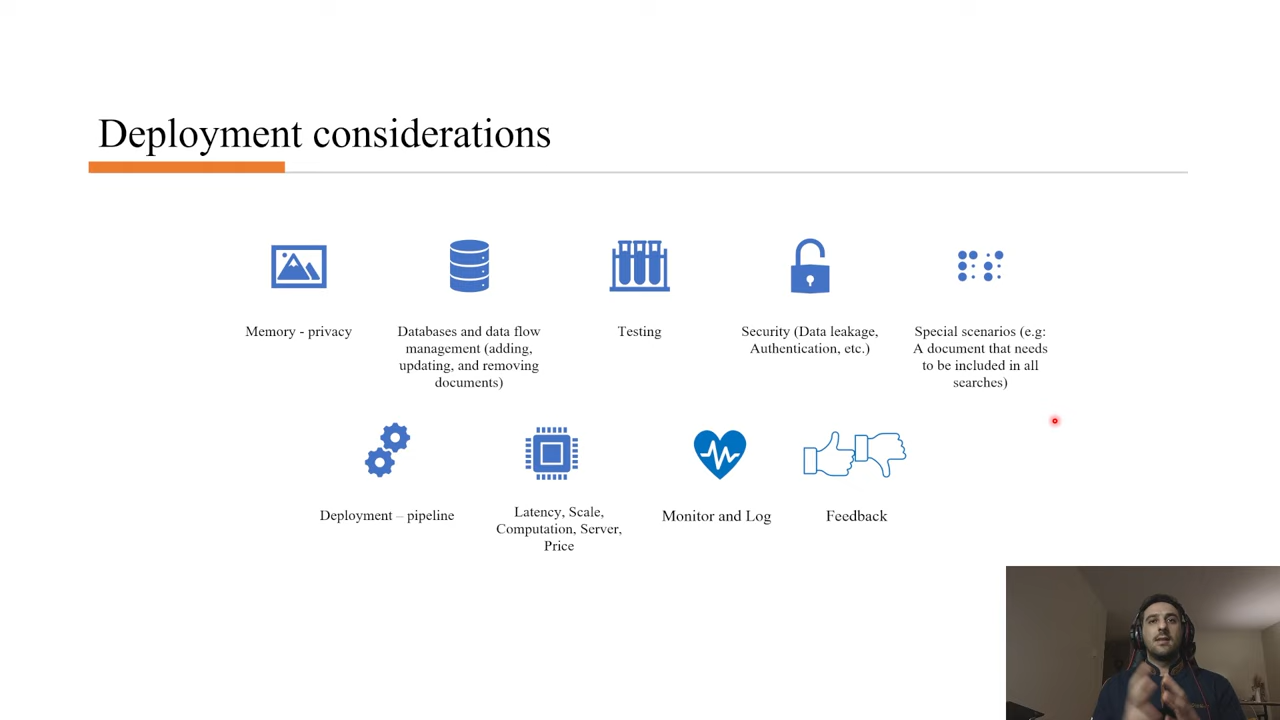 Deployment considerations
Memory - privacy
Databases and data flow
management (adding,
updating, and removing
documents)
Testing
Security (Data leakage,
Authentication, etc.)
Special scenarios (e.g:
A document that needs
to be included in all
searches)
Deployment – pipeline
Latency, Scale,
Computation, Server,
Price
Monitor and Log
Feedback